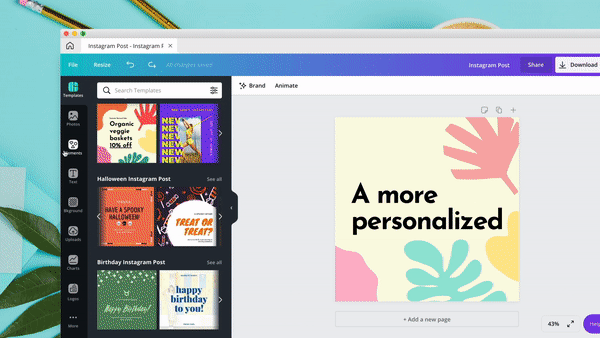 Instagram Post - Instagram P
File
Resize
All changes saved
Instagram Post
Share
Download
Templates
Photos
Elements
Text
Bkground
Uploads
Charts
Logos
More
Search Templates
Organic
veggie
baskets
10% off
NEW
NEW
NEW
NEW
Halloween Instagram Post
See all
HAVE A SPOOKY
HALLOWEEN!
TREAT OR
TREAT?
Birthday Instagram Post
See all
Happy Birthday!
happy
birthday
to you!
Brand
Animate
A more
personalized
+ Add a new page
43%
Help